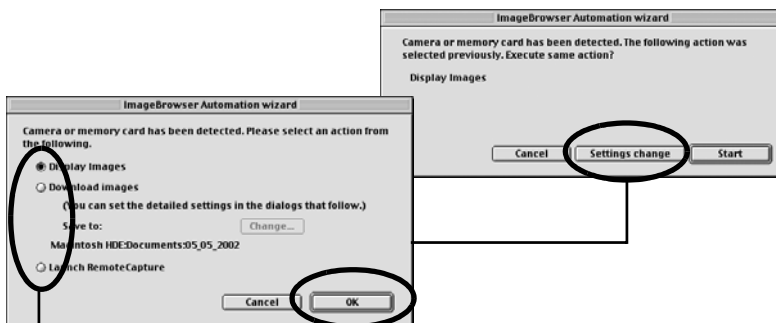 ImageBrowser Automation wizard
Camera or memory card has been detected. The following action was
selected previously. Execute same action?
Display Images
Cancel
Settings change
Start
ImageBrowser Automation wizard
Camera or memory card has been detected. Please select an action from
the following.
Display Images
Download images
(You can set the detailed settings in the dialogs that follow.)
Save to:
Change...
Macintosh HDE:Documents:05_05_2002
Launch RemoteCapture
Cancel
OK